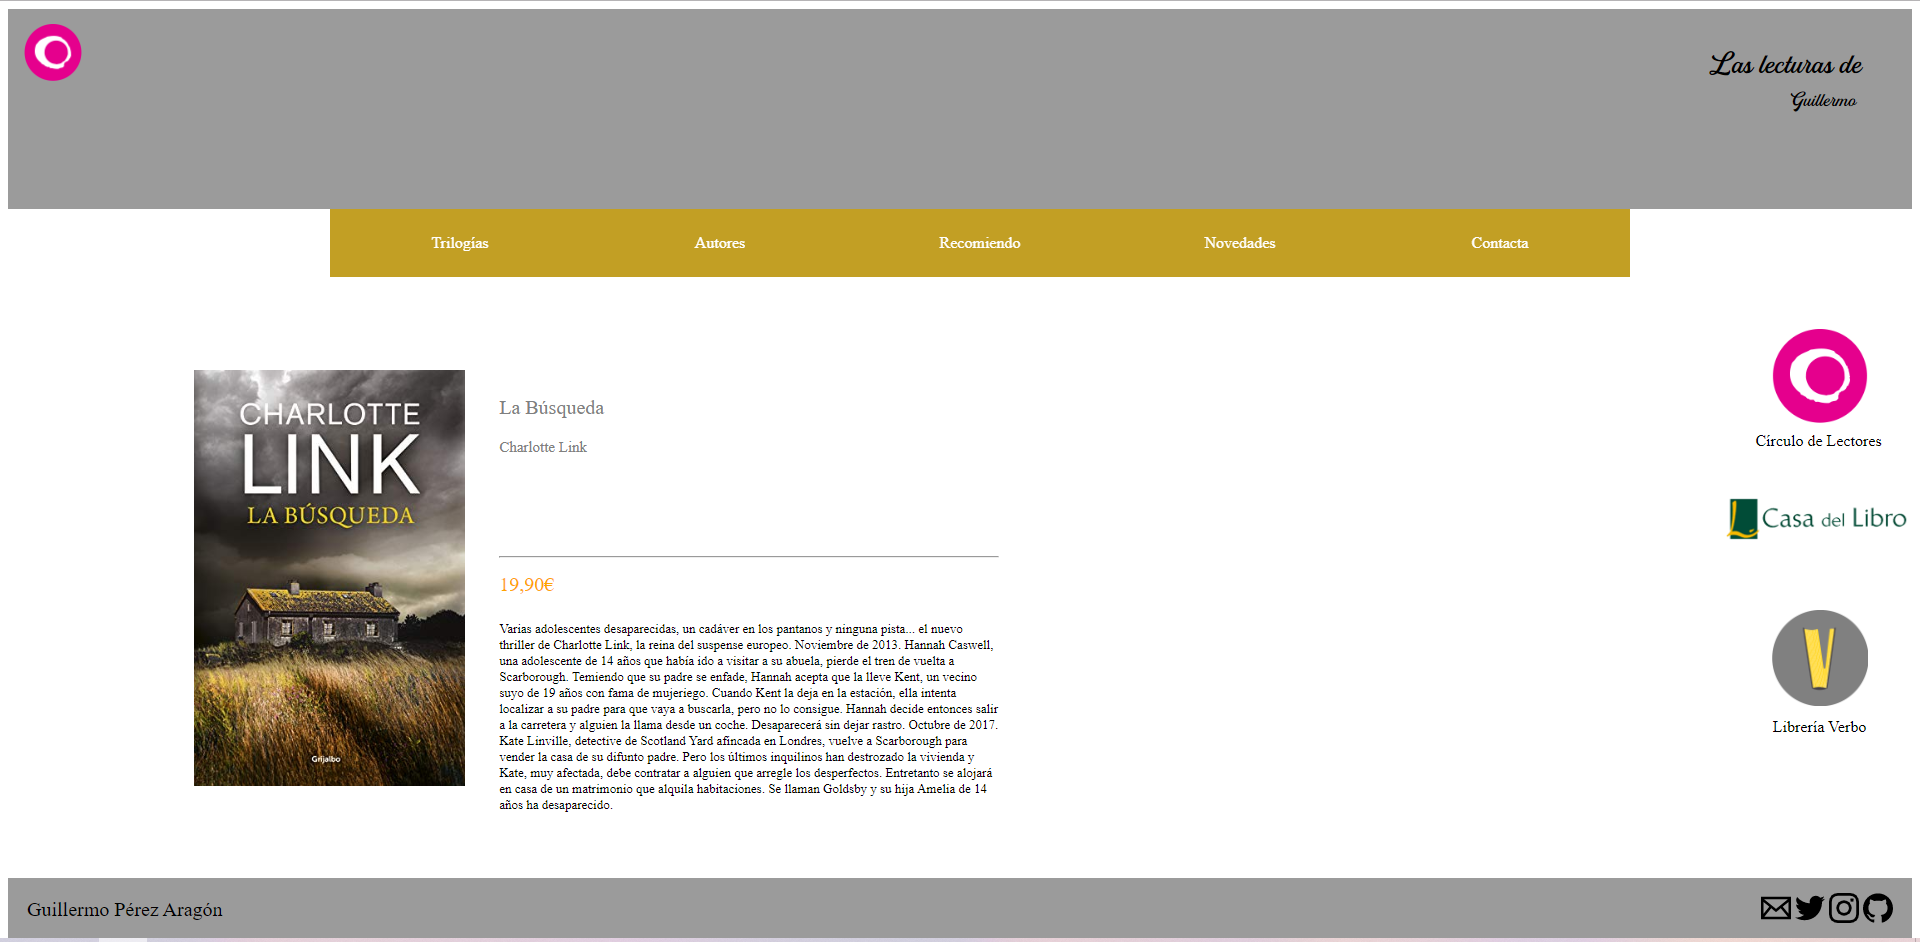 Las lecturas de
Guillermo
Trilogías
Autores
Recomiendo
Novedades
Contacta
CHARLOTTE
LINK
LA BÚSQUEDA
Grijalbo
La Búsqueda
Charlotte Link
19,90€
Varias adolescentes desaparecidas, un cadáver en los pantanos y ninguna pista... el nuevo
thriller de Charlotte Link, la reina del suspense europeo. Noviembre de 2013. Hannah Caswell,
una adolescente de 14 años que había ido a visitar a su abuela, pierde el tren de vuelta a
Scarborough. Temiendo que su padre se enfade, Hannah acepta que la lleve Kent, un vecino
suyo de 19 años con fama de mujeriego. Cuando Kent la deja en la estación, ella intenta
localizar a su padre para que vaya a buscarla, pero no lo consigue. Hannah decide entonces salir
a la carretera y alguien la llama desde un coche. Desaparecerá sin dejar rastro. Octubre de 2017.
Kate Linville, detective de Scotland Yard afincada en Londres, vuelve a Scarborough para
vender la casa de su difunto padre. Pero los últimos inquilinos han destrozado la vivienda y
Kate, muy afectada, debe contratar a alguien que arregle los desperfectos. Entretanto se alojará
en casa de un matrimonio que alquila habitaciones. Se llaman Goldsby y su hija Amelia de 14
años ha desaparecido.
Círculo de Lectores
Casa del Libro
Librería Verbo
Guillermo Pérez Aragón